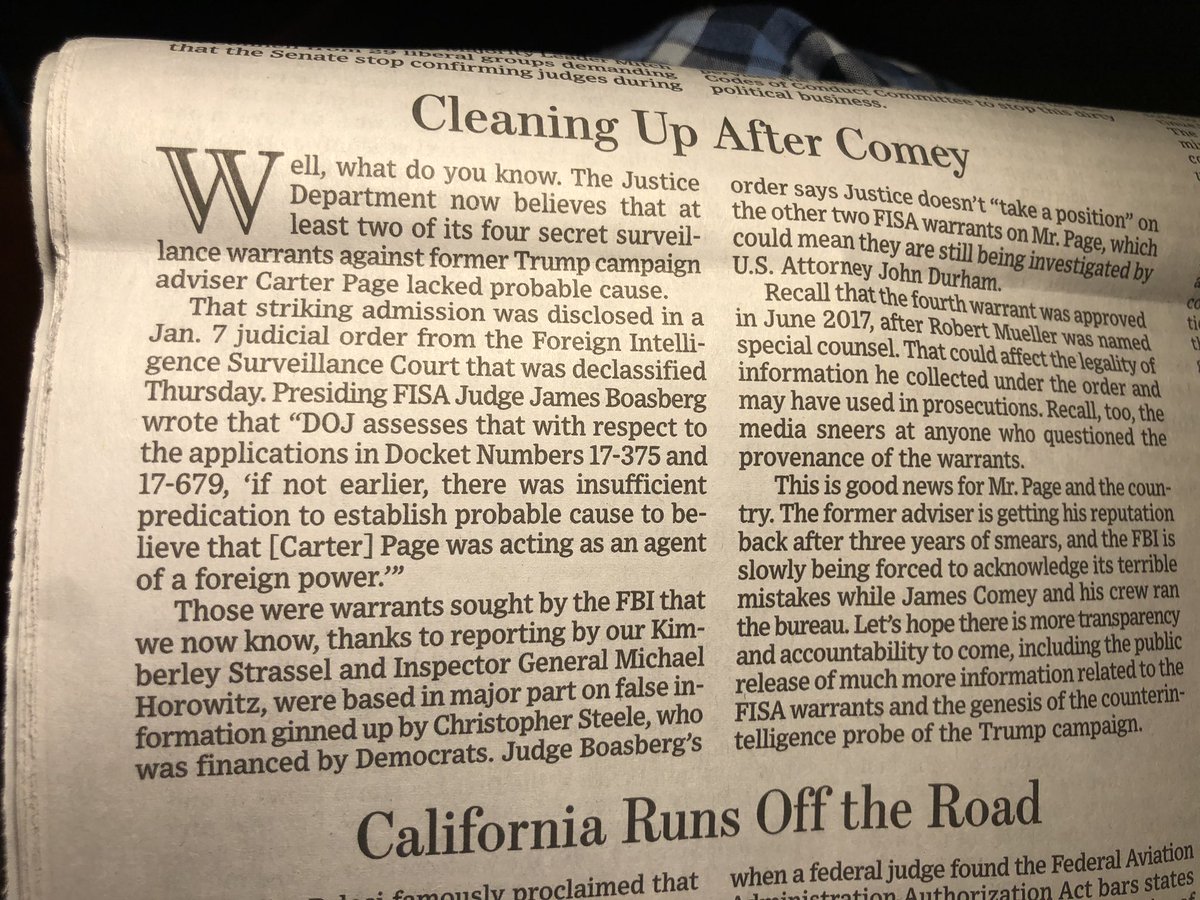 29 liberal groups demanding
that the Senate stop confirming judges during
Codes of Conduct Committee to stop this dirty
political business.
Cleaning Up After Comey
Well, what do you know. The Justice
Department now believes that at
least two of its four secret surveil-
lance warrants against former Trump campaign
adviser Carter Page lacked probable cause.
That striking admission was disclosed in a
Jan. 7 judicial order from the Foreign Intelli-
gence Surveillance Court that was declassified
Thursday. Presiding FISA Judge James Boasberg
wrote that “DOJ assesses that with respect to
the applications in Docket Numbers 17-375 and
17-679, ‘if not earlier, there was insufficient
predication to establish probable cause to be-
lieve that [Carter] Page was acting as an agent
of a foreign power.’”
Those were warrants sought by the FBI that
we now know, thanks to reporting by our Kim-
berley Strassel and Inspector General Michael
Horowitz, were based in major part on false in-
formation ginned up by Christopher Steele, who
was financed by Democrats. Judge Boasberg’s
order says Justice doesn’t “take a position” on
the other two FISA warrants on Mr. Page, which
could mean they are still being investigated by
U.S. Attorney John Durham.
Recall that the fourth warrant was approved
in June 2017, after Robert Mueller was named
special counsel. That could affect the legality of
information he collected under the order and
may have used in prosecutions. Recall, too, the
media sneers at anyone who questioned the
provenance of the warrants.
This is good news for Mr. Page and the coun-
try. The former adviser is getting his reputation
back after three years of smears, and the FBI is
slowly being forced to acknowledge its terrible
mistakes while James Comey and his crew ran
the bureau. Let’s hope there is more transparency
and accountability to come, including the public
release of much more information related to the
FISA warrants and the genesis of the counterin-
telligence probe of the Trump campaign.
California Runs Off the Road
famously proclaimed that
when a federal judge found the Federal Aviation
Administration Authorization Act bars states